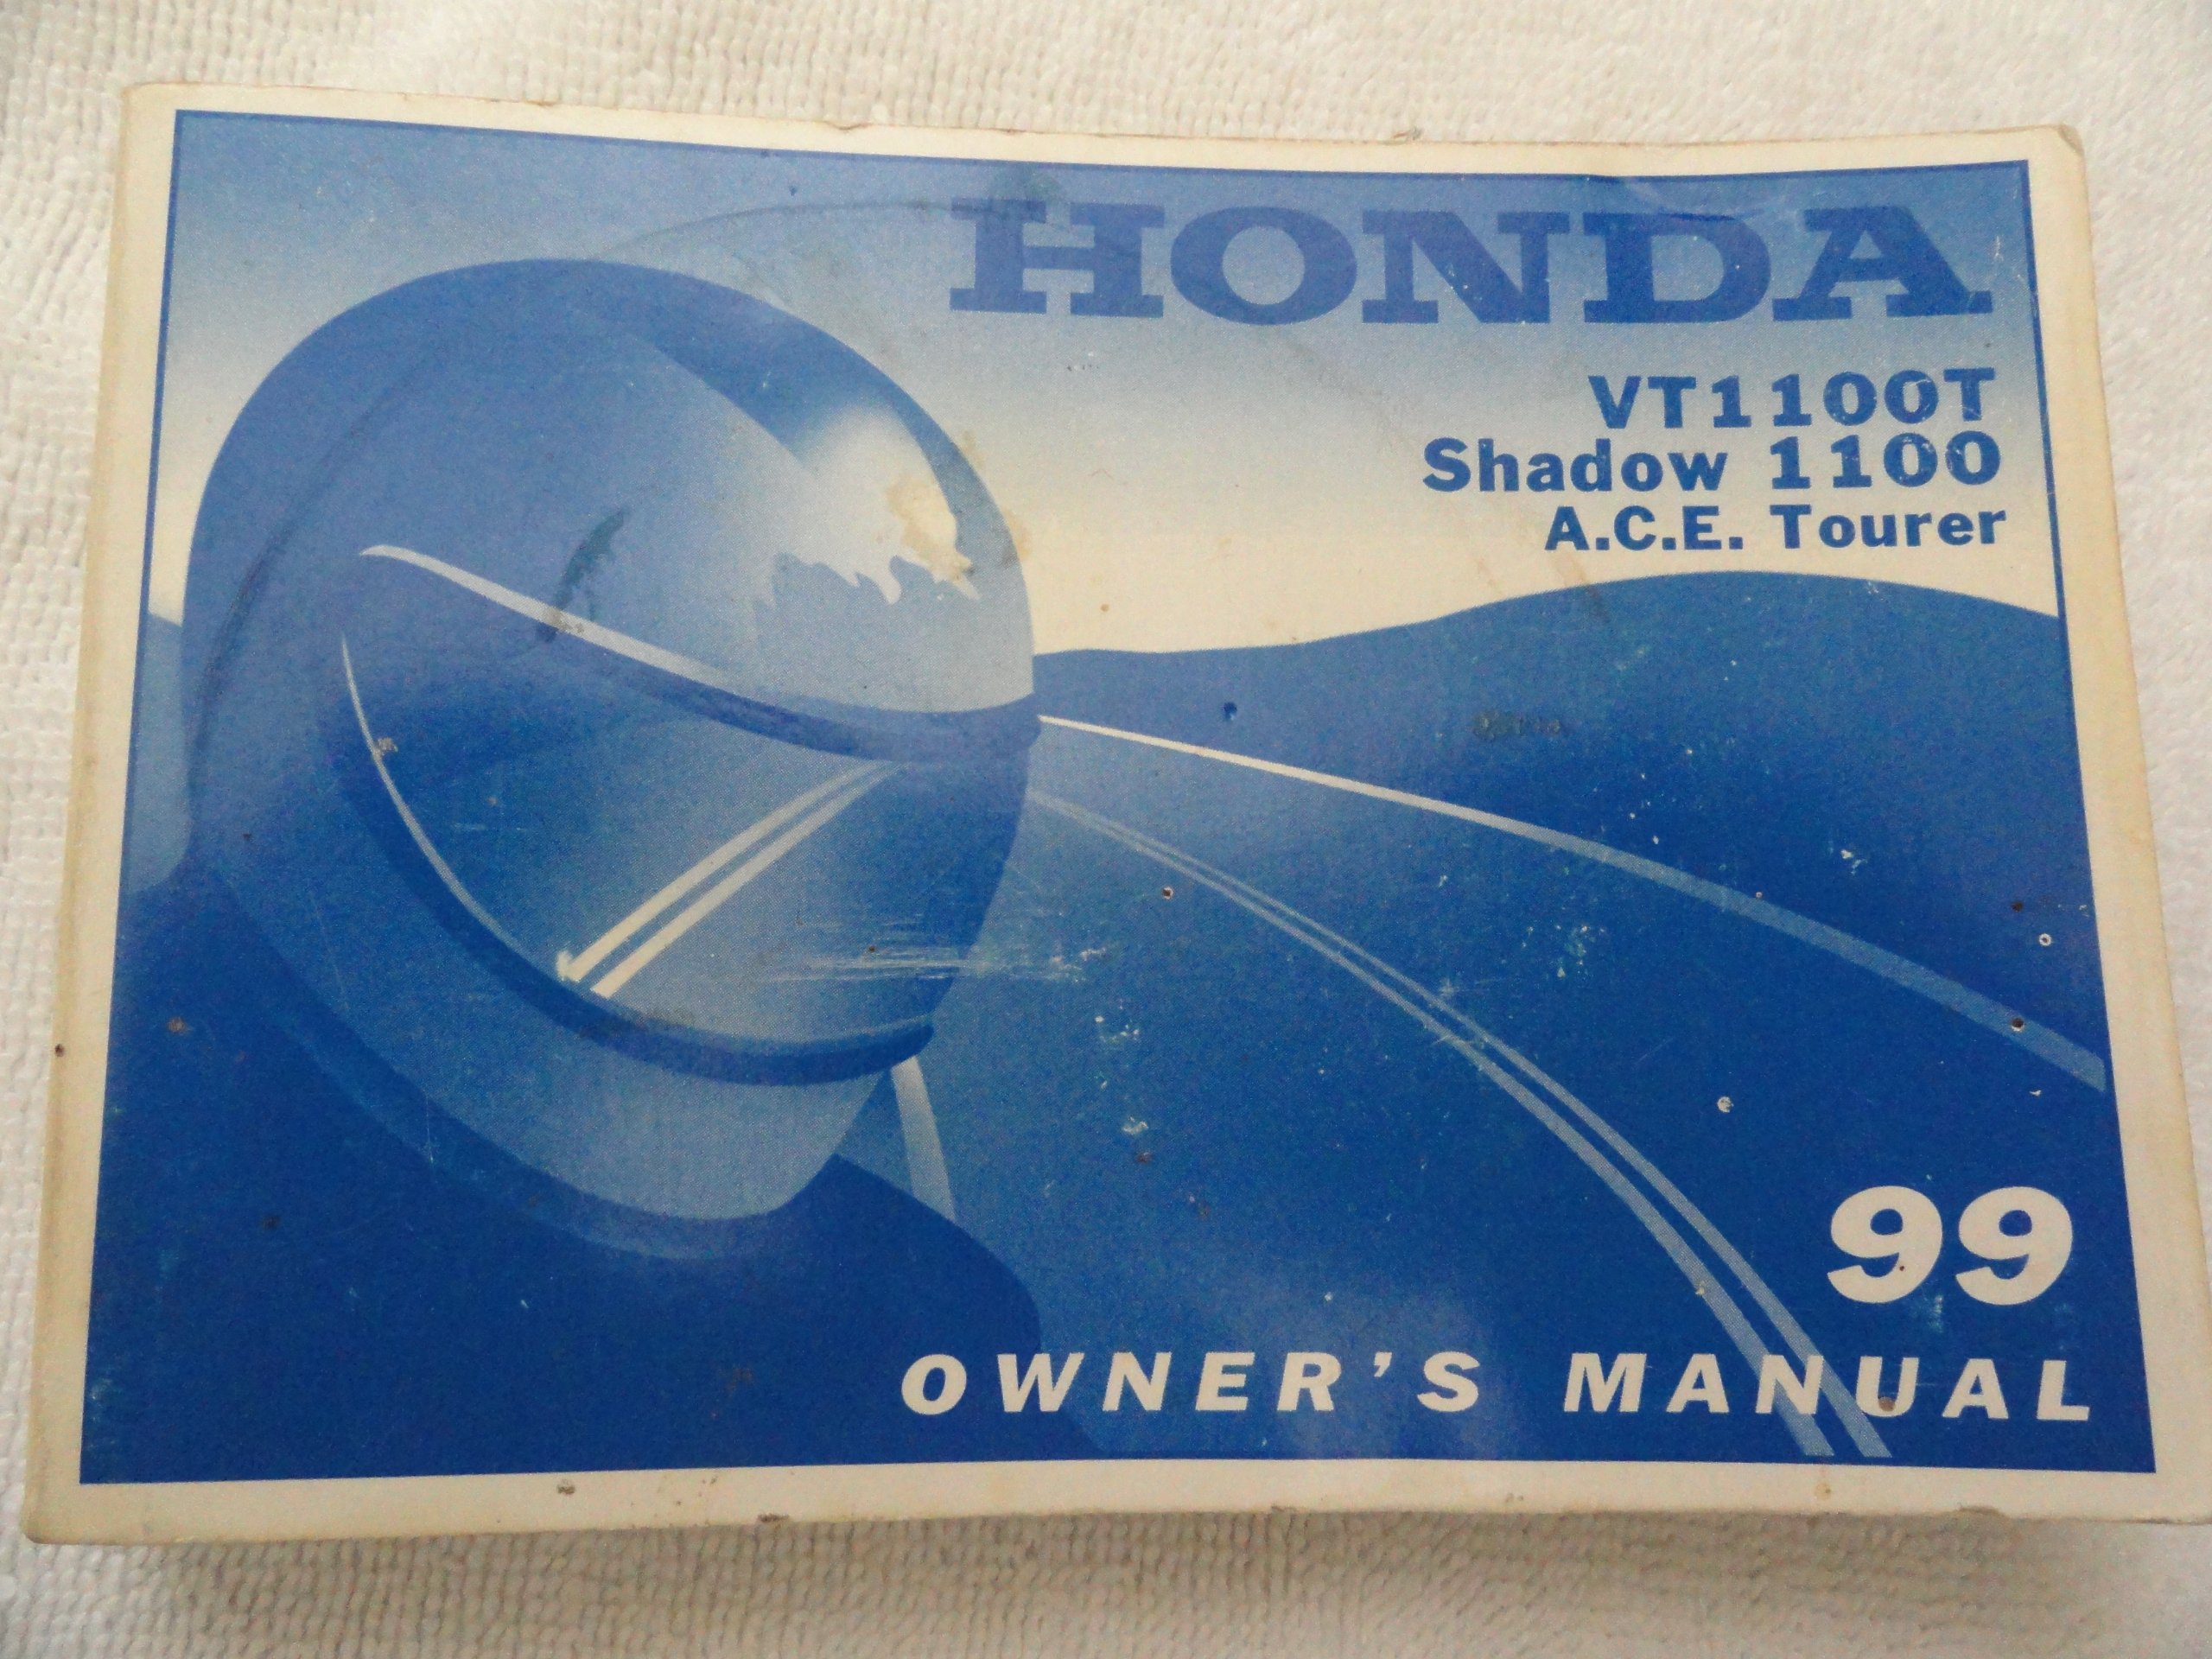 HONDA
VT1100T
Shadow 1100
A.C.E. Tourer
99
OWNER'S MANUAL